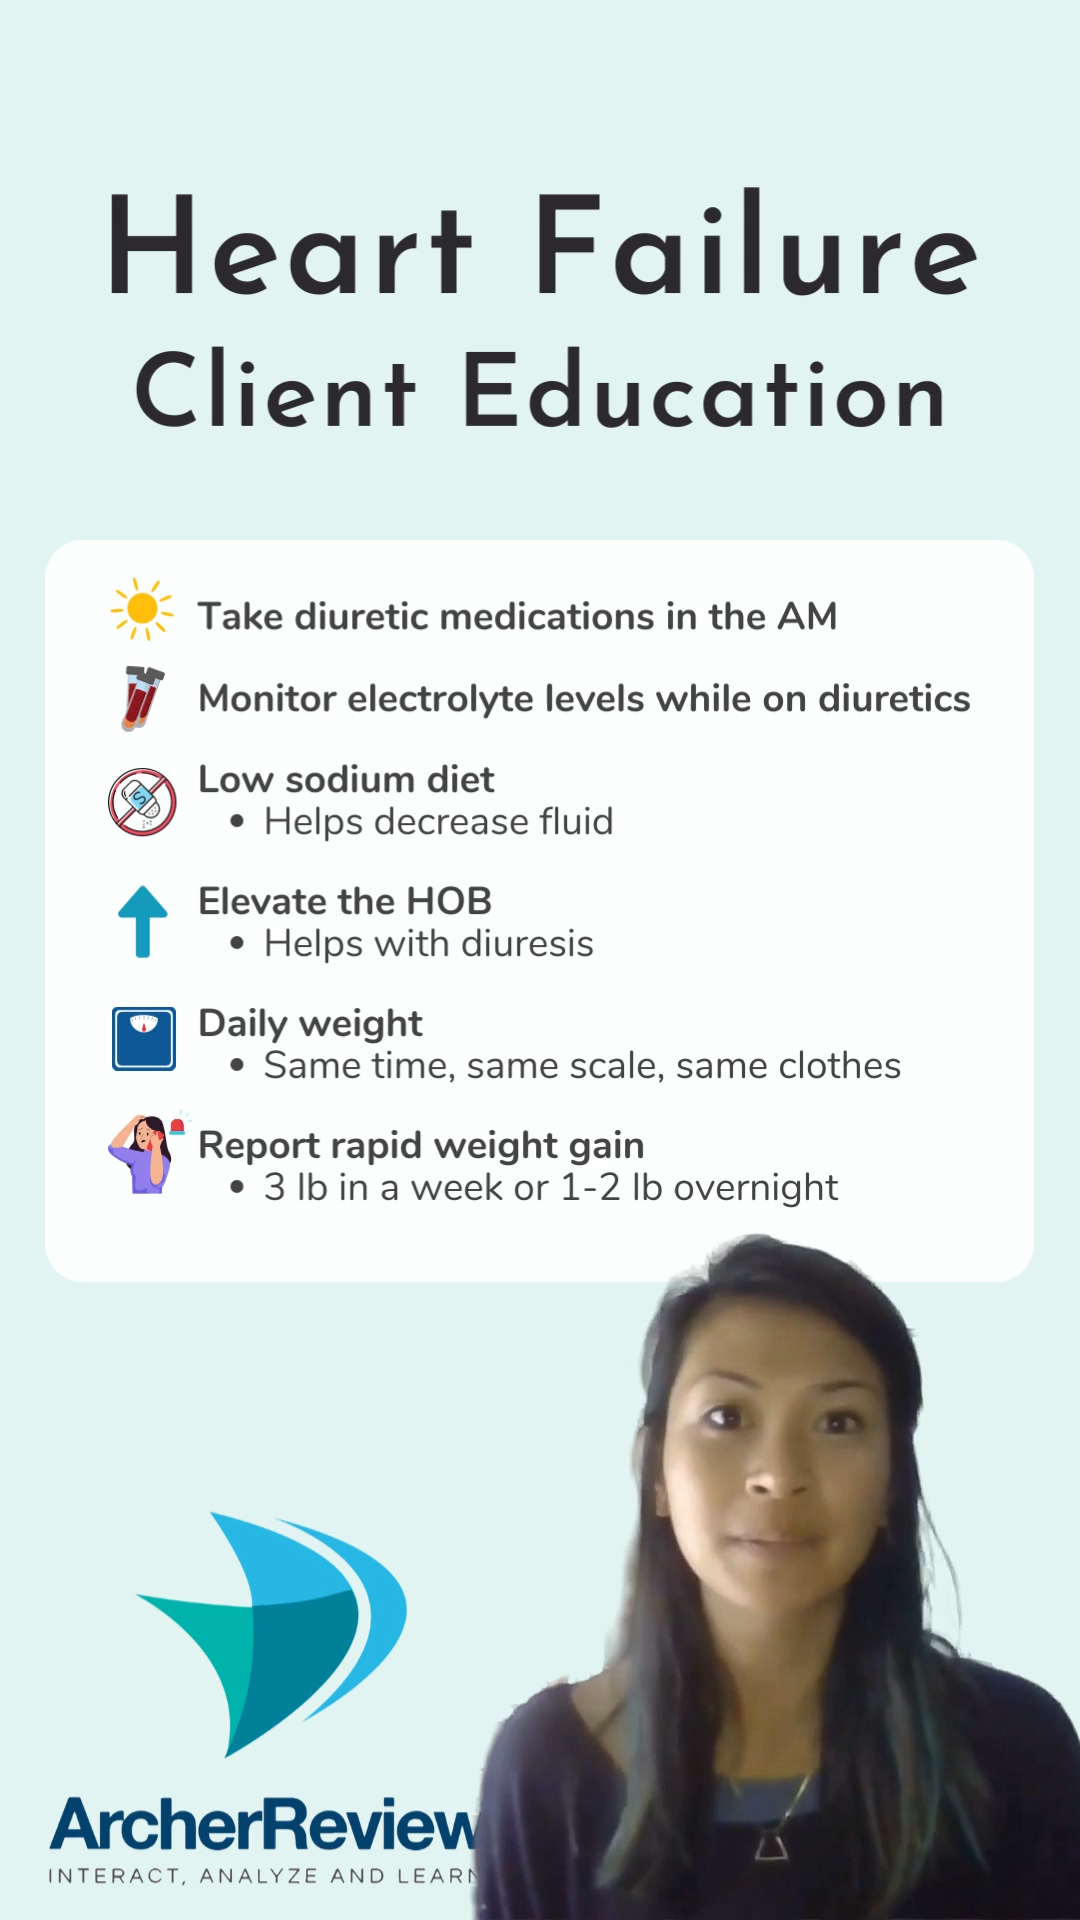 Heart Failure
Client Education
Take diuretic medications in the AM
Monitor electrolyte levels while on diuretics
Low sodium diet
• Helps decrease fluid
Elevate the HOB
• Helps with diuresis
Daily weight
• Same time, same scale, same clothes
Report rapid weight gain
• 3 lb in a week or 1-2 lb overnight
ArcherReview
INTERACT, ANALYZE AND LEARN